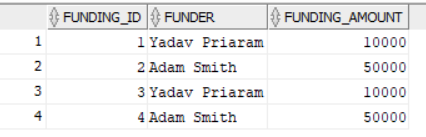 FUNDING_ID FUNDER FUNDING_AMOUNT
1 1 Yadav Priaram 10000
2 2 Adam Smith 50000
3 3 Yadav Priaram 10000
4 4 Adam Smith 50000